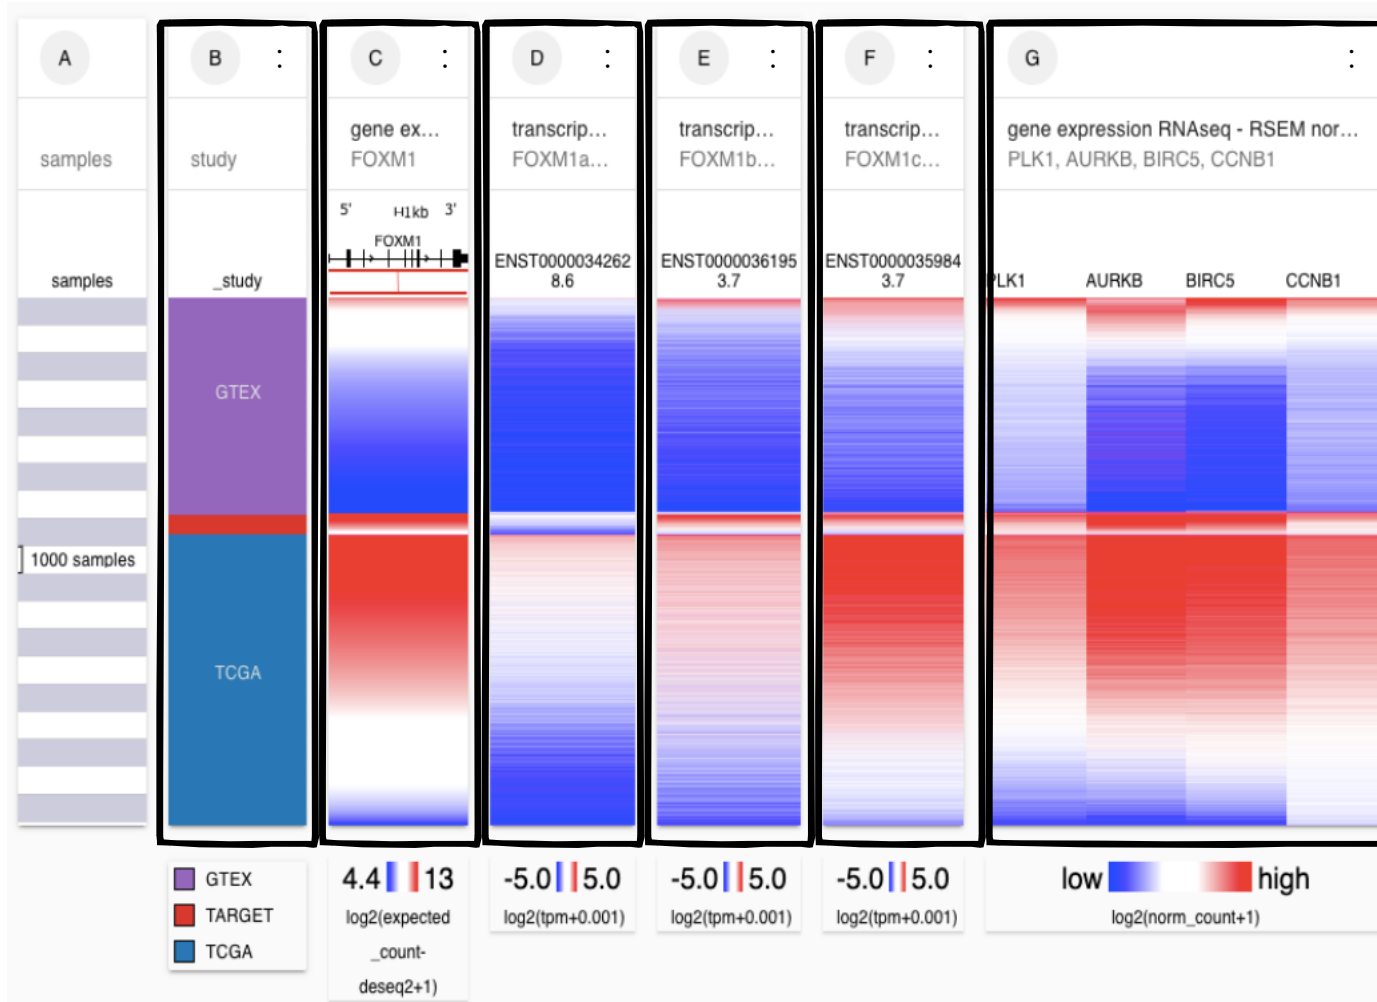 A
B
C
D
E
F
G
gene ex...
transcrip...
transcrip...
transcrip...
gene expression RNAseq - RSEM nor...
samples
study
FOXM1
FOXM1a...
FOXM1b...
FOXM1c...
PLK1, AURKB, BIRC5, CCNB1
5'
H1kb
3'
FOXM1
samples
_study
ENST0000034262
8.6
ENST0000036195
3.7
ENST0000035984
3.7
PLK1
AURKB
BIRC5
CCNB1
GTEX
1000 samples
TCGA
GTEX
TARGET
TCGA
4.4
13
log2(expected
_count-
deseq2+1)
-5.0
5.0
log2(tpm+0.001)
-5.0
5.0
log2(tpm+0.001)
-5.0
5.0
log2(tpm+0.001)
low
high
log2(norm_count+1)